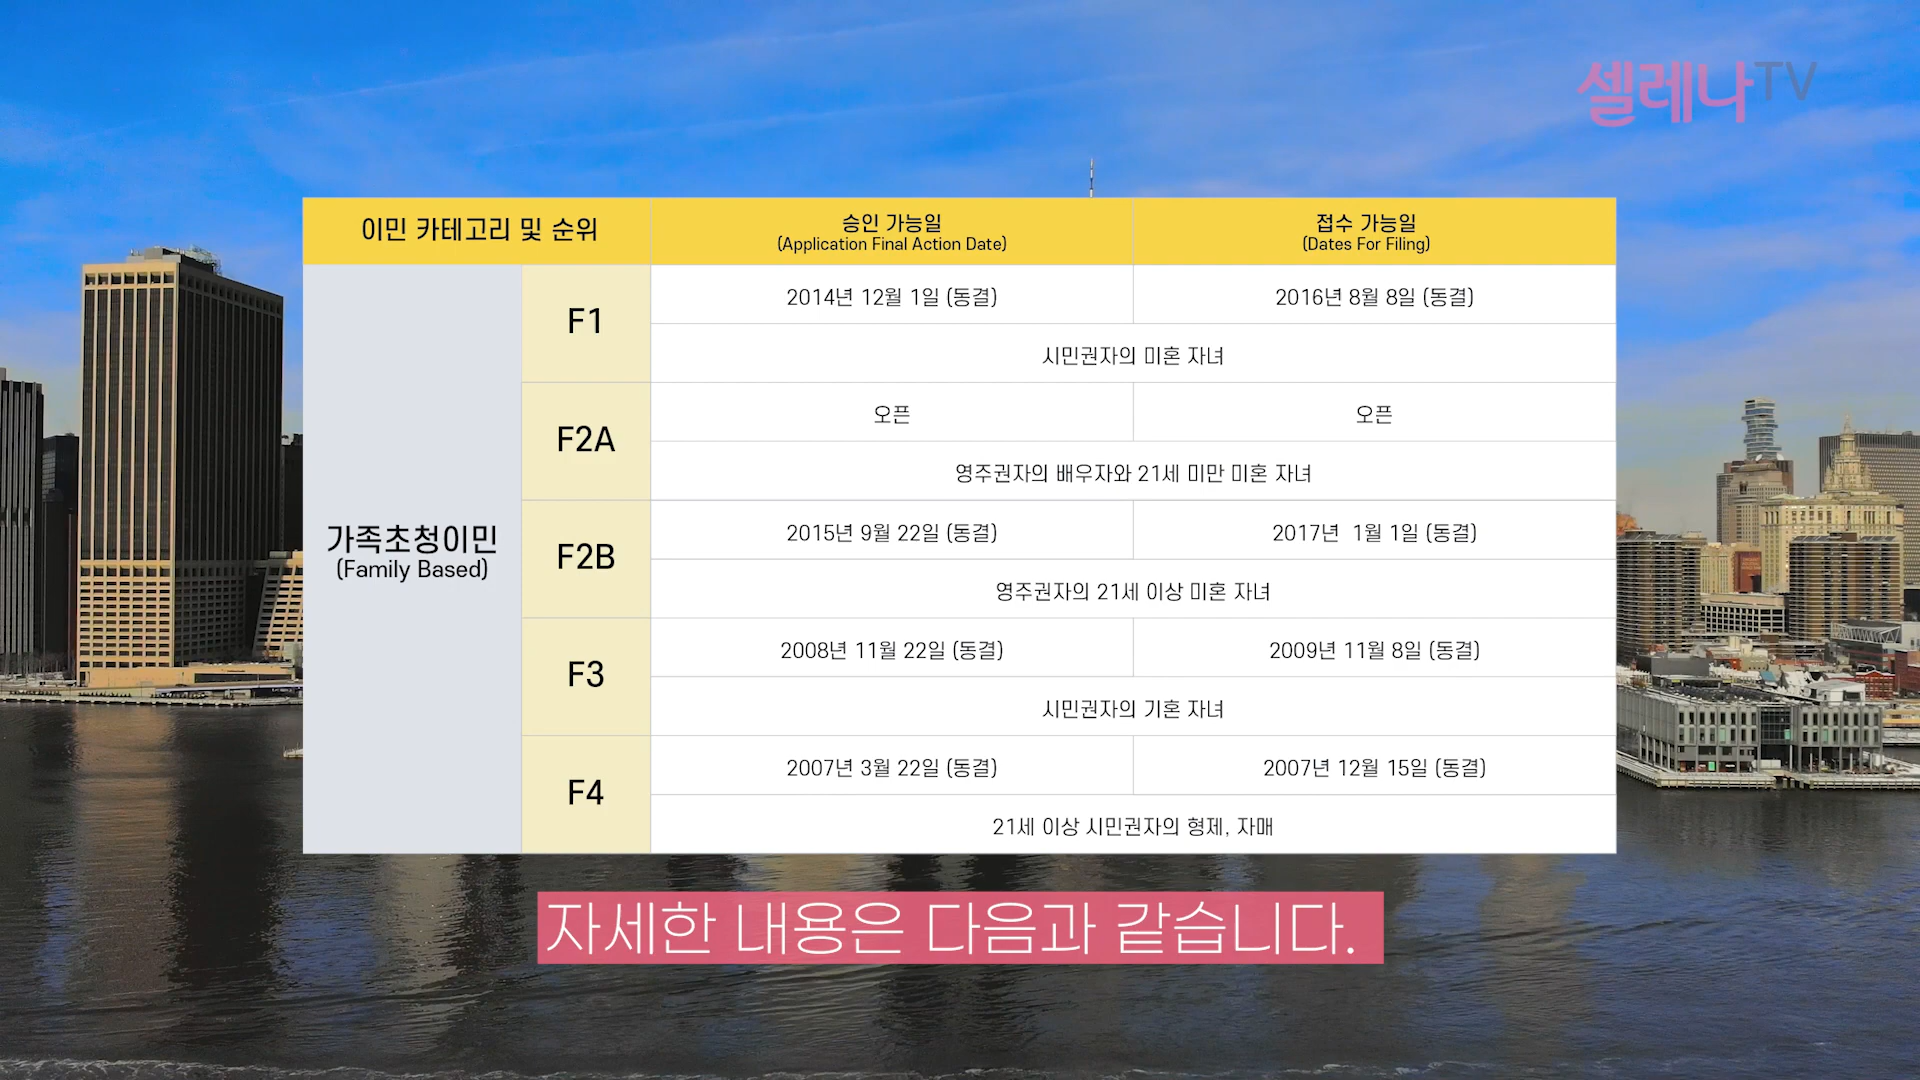 셀레나TV
이민 카테고리 및 순위
승인 가능일
(Application Final Action Date)
접수 가능일
(Dates For Filing)
가족초청이민
(Family Based)
F1
2014년 12월 1일 (동결)
2016년 8월 8일 (동결)
시민권자의 미혼 자녀
F2A
오픈
오픈
영주권자의 배우자와 21세 미만 미혼 자녀
F2B
2015년 9월 22일 (동결)
2017년 1월 1일 (동결)
영주권자의 21세 이상 미혼 자녀
F3
2008년 11월 22일 (동결)
2009년 11월 8일 (동결)
시민권자의 기혼 자녀
F4
2007년 3월 22일 (동결)
2007년 12월 15일 (동결)
21세 이상 시민권자의 형제, 자매
자세한 내용은 다음과 같습니다.